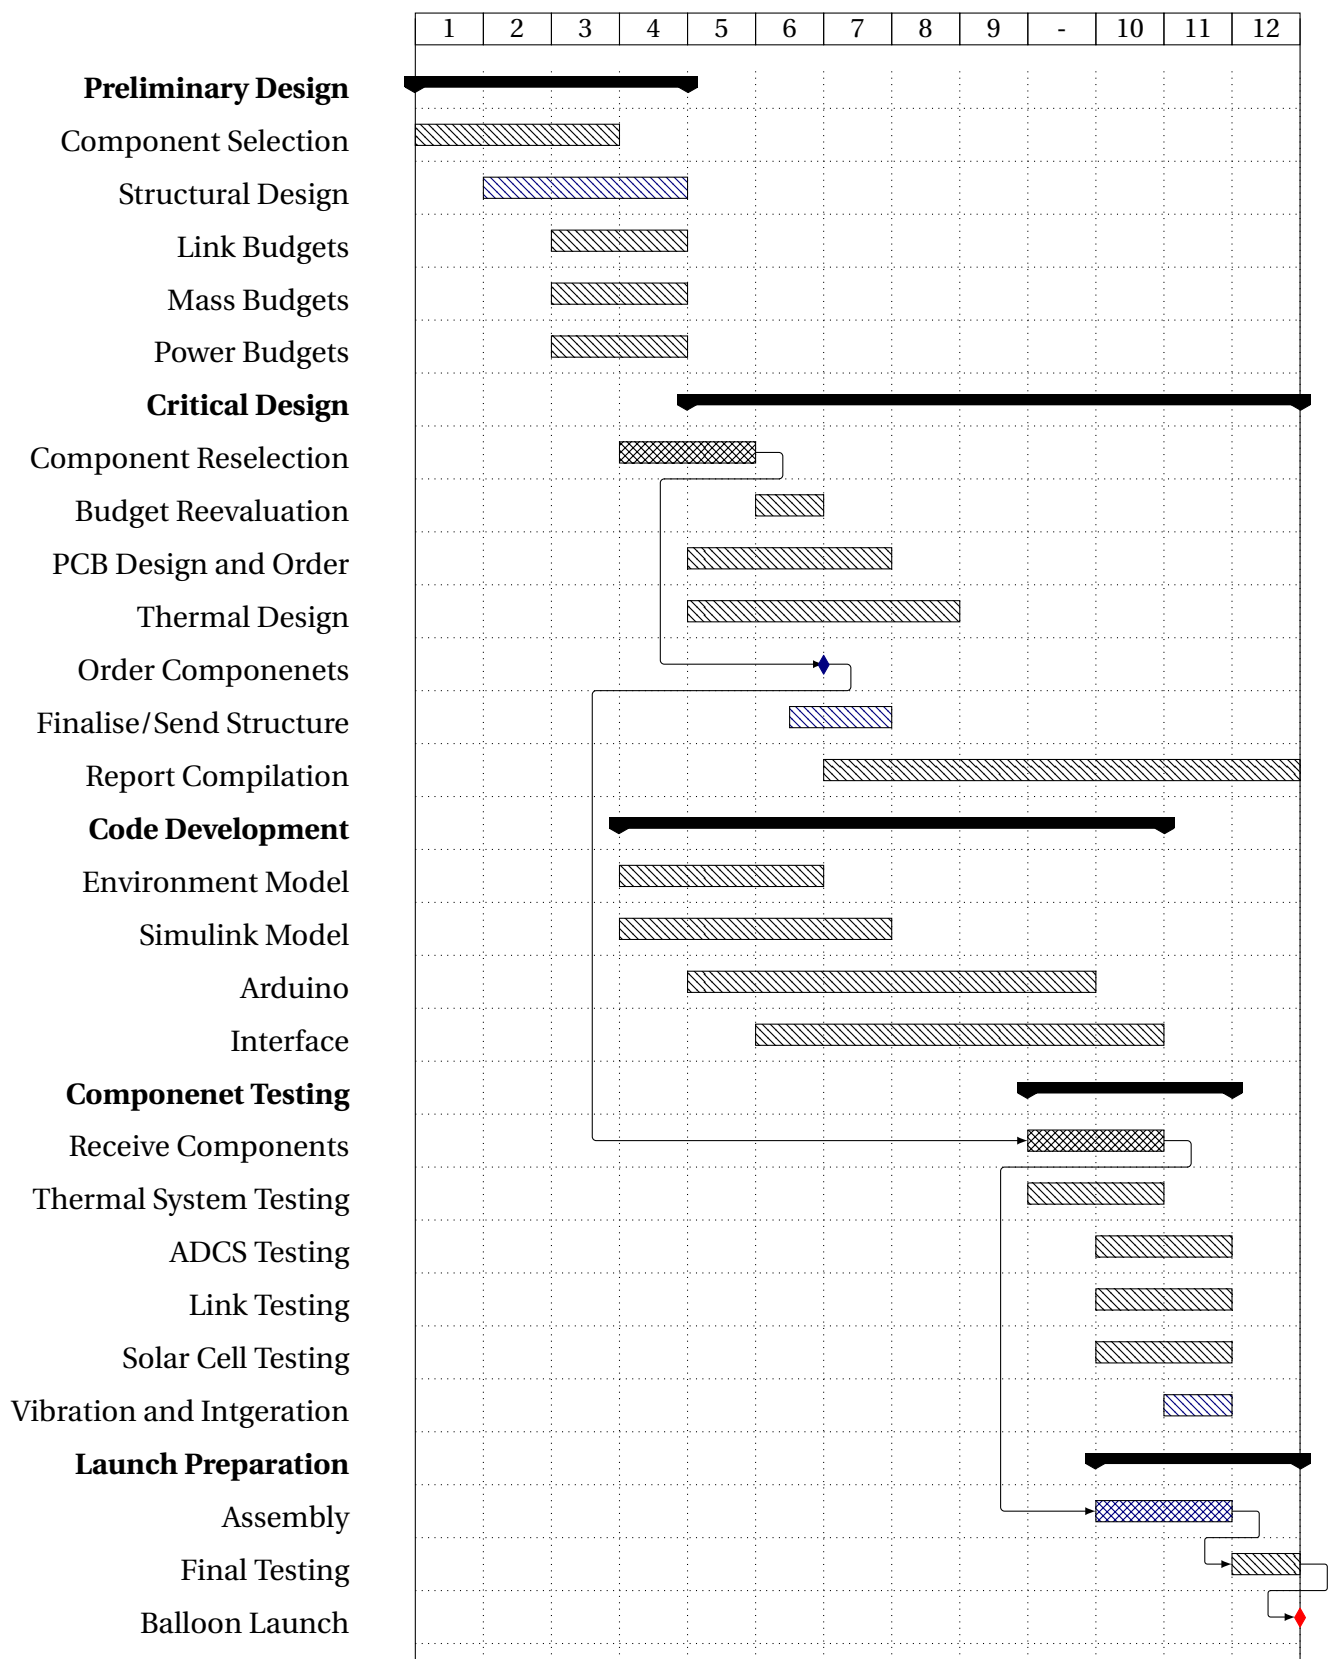 1 2 3 4 5 6 7 8 9 - 10 11 12
Preliminary Design
Component Selection
Structural Design
Link Budgets
Mass Budgets
Power Budgets
Critical Design
Component Reselection
Budget Reevaluation
PCB Design and Order
Thermal Design
Order Componenets
Finalise/Send Structure
Report Compilation
Code Development
Environment Model
Simulink Model
Arduino
Interface
Componenet Testing
Receive Components
Thermal System Testing
ADCS Testing
Link Testing
Solar Cell Testing
Vibration and Intgeration
Launch Preparation
Assembly
Final Testing
Balloon Launch